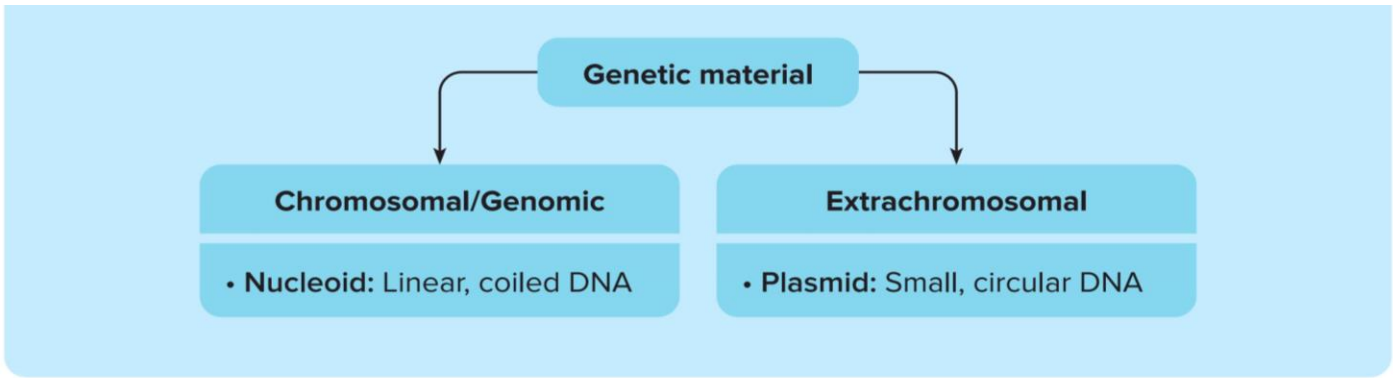 Genetic material
Chromosomal/Genomic
Extrachromosomal
• Nucleoid: Linear, coiled DNA
• Plasmid: Small, circular DNA